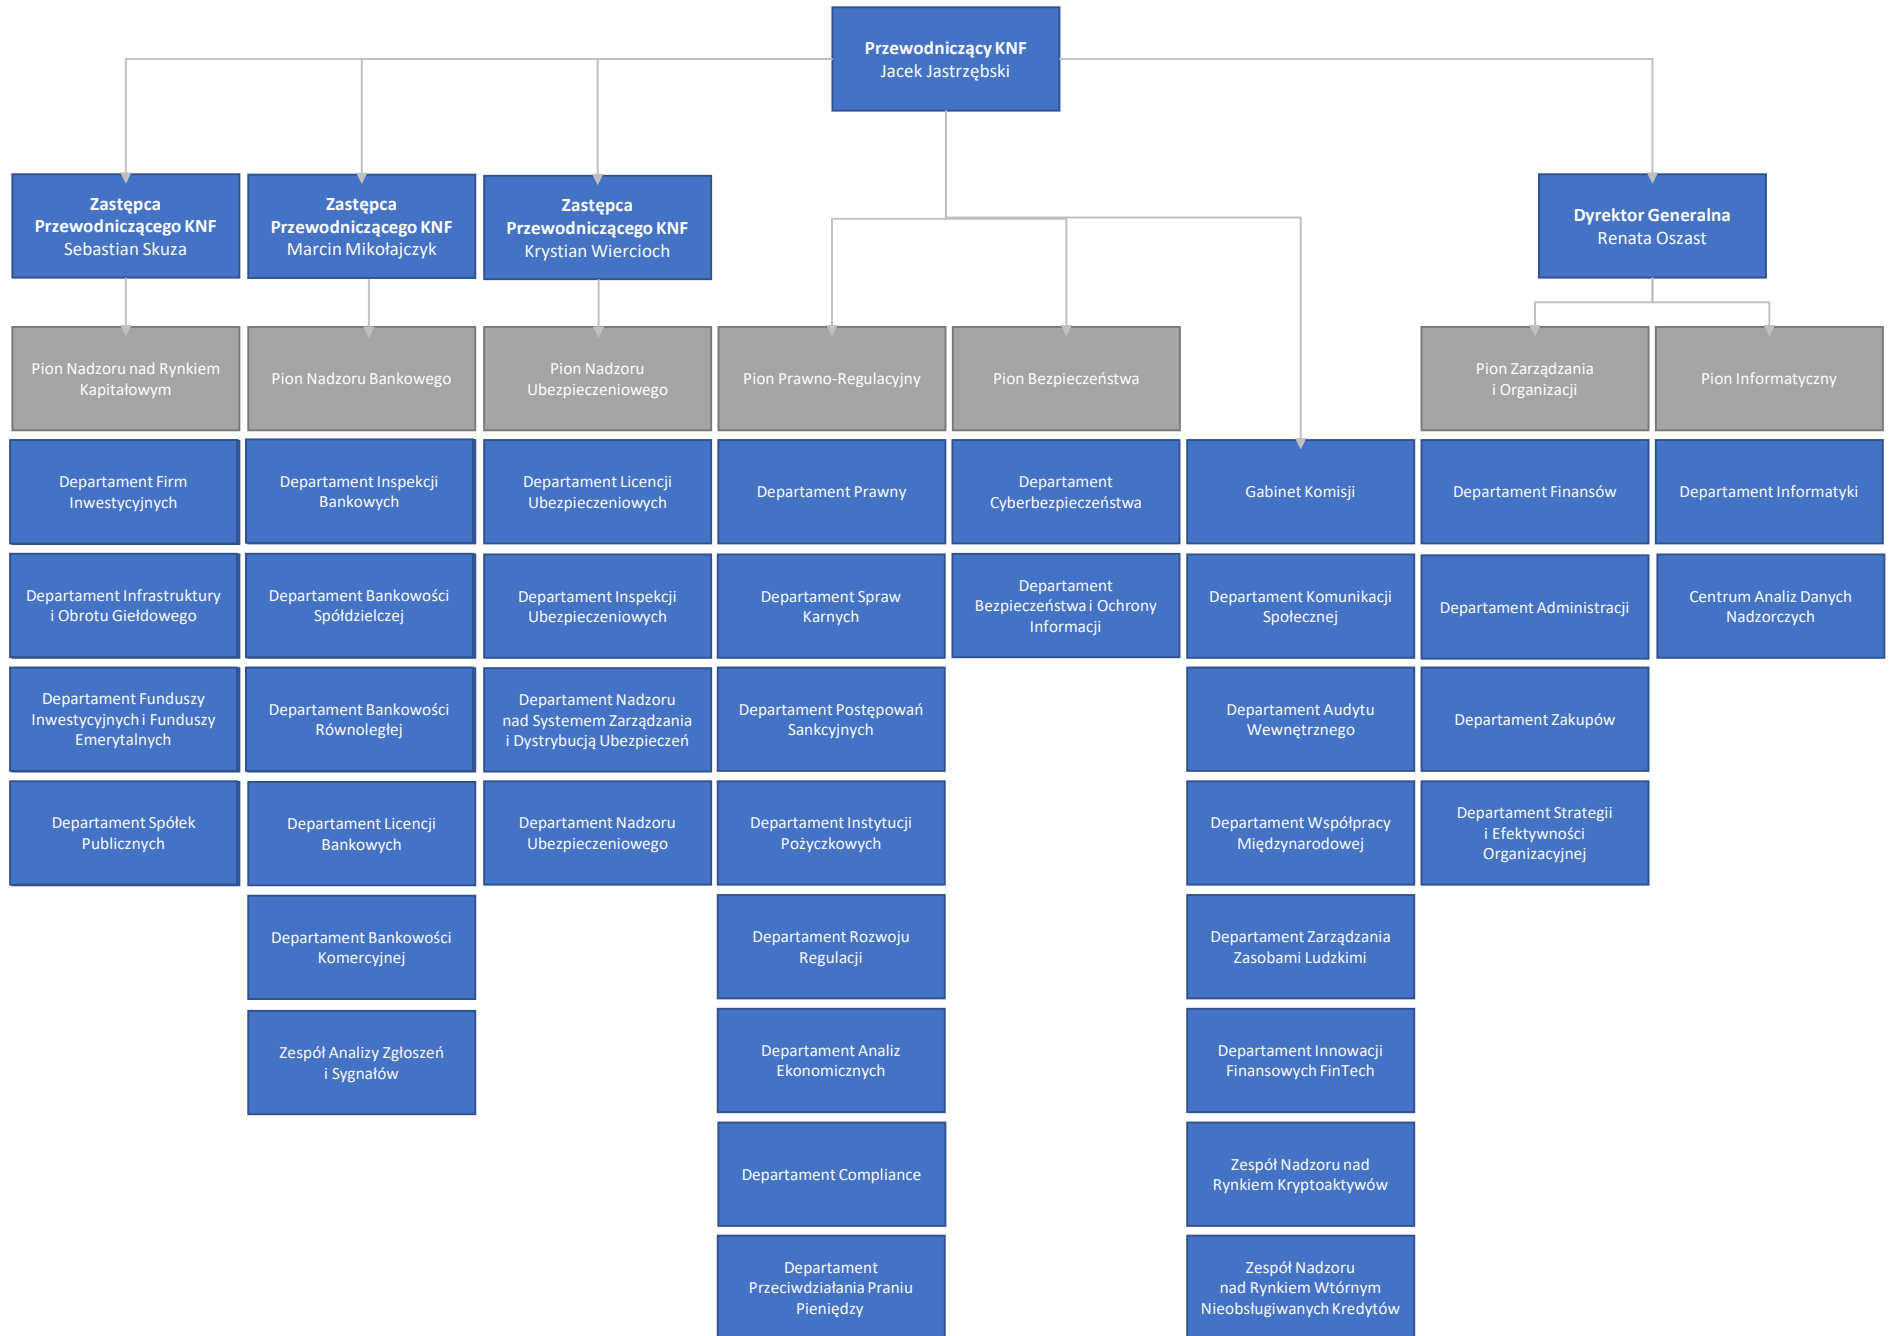 Przewodniczący KNF
Jacek Jastrzębski
Zastępca
Przewodniczącego KNF
Sebastian Skuza
Zastępca
Przewodniczącego KNF
Marcin Mikołajczyk
Zastępca
Przewodniczącego KNF
Krystian Wiercioch
Dyrektor Generalna
Renata Oszast
Pion Nadzoru nad Rynkiem
Kapitałowym
Pion Nadzoru Bankowego
Pion Nadzoru
Ubezpieczeniowego
Pion Prawno-Regulacyjny
Pion Bezpieczeństwa
Pion Zarządzania
i Organizacji
Pion Informatyczny
Departament Firm
Inwestycyjnych
Departament Inspekcji
Bankowych
Departament Licencji
Ubezpieczeniowych
Departament Prawny
Departament
Cyberbezpieczeństwa
Gabinet Komisji
Departament Finansów
Departament Informatyki
Departament Infrastruktury
i Obrotu Giełdowego
Departament Bankowości
Spółdzielczej
Departament Inspekcji
Ubezpieczeniowych
Departament Spraw
Karnych
Departament
Bezpieczeństwa i Ochrony
Informacji
Departament Komunikacji
Społecznej
Departament Administracji
Centrum Analiz Danych
Nadzorczych
Departament Funduszy
Inwestycyjnych i Funduszy
Emerytalnych
Departament Bankowości
Równoległej
Departament Nadzoru
nad Systemem Zarządzania
i Dystrybucją Ubezpieczeń
Departament Postępowań
Sankcyjnych
Departament Audytu
Wewnętrznego
Departament Zakupów
Departament Spółek
Publicznych
Departament Licencji
Bankowych
Departament Nadzoru
Ubezpieczeniowego
Departament Instytucji
Pożyczkowych
Departament Współpracy
Międzynarodowej
Departament Strategii
i Efektywności
Organizacyjnej
Departament Bankowości
Komercyjnej
Departament Rozwoju
Regulacji
Departament Zarządzania
Zasobami Ludzkimi
Zespół Analizy Zgłoszeń
i Sygnałów
Departament Analiz
Ekonomicznych
Departament Innowacji
Finansowych FinTech
Departament Compliance
Zespół Nadzoru nad
Rynkiem Kryptoaktywów
Departament
Przeciwdziałania Praniu
Pieniędzy
Zespół Nadzoru
nad Rynkiem Wtórnym
Nieobsługiwanych Kredytów